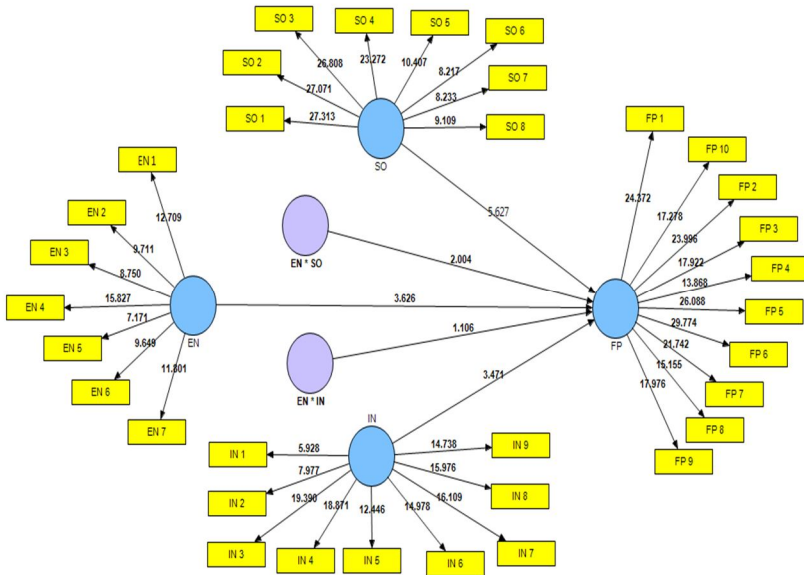 SO 3
SO 4
SO 5
SO 6
SO 2
SO 7
SO 1
SO 8
26.808
23.272
10.407
8.217
27.071
8.233
27.313
9.109
SO
EN 1
EN 2
EN 3
EN 4
EN 5
EN 6
EN 7
12.709
9.711
8.750
15.827
7.171
9.649
11.801
EN
EN * SO
EN * IN
5.627
2.004
3.626
1.106
3.471
FP 1
FP 10
FP 2
FP 3
FP 4
FP 5
FP 6
FP 7
FP 8
FP 9
24.372
17.278
23.996
17.922
13.868
26.088
29.774
21.742
15.155
17.976
FP
IN
IN 1
IN 2
IN 3
IN 4
IN 5
IN 6
IN 7
IN 8
IN 9
5.928
7.977
19.390
18.871
12.446
14.978
16.109
15.976
14.738